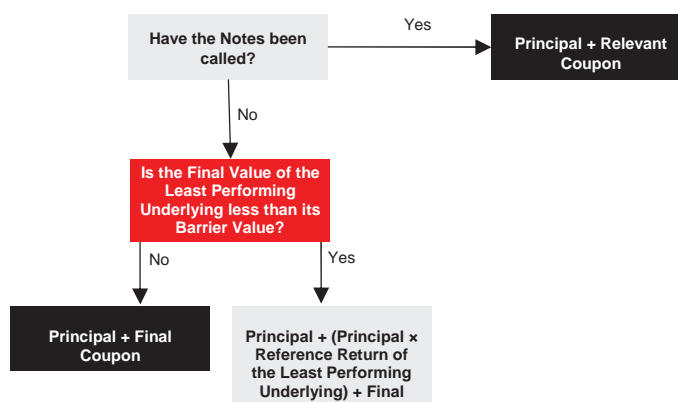 Have the Notes been
called?
Yes
Principal + Relevant
Coupon
No
Is the Final Value of the
Least Performing
Underlying less than its
Barrier Value?
No
Yes
Principal + Final
Coupon
Principal + (Principal ×
Reference Return of
the Least Performing
Underlying) + Final